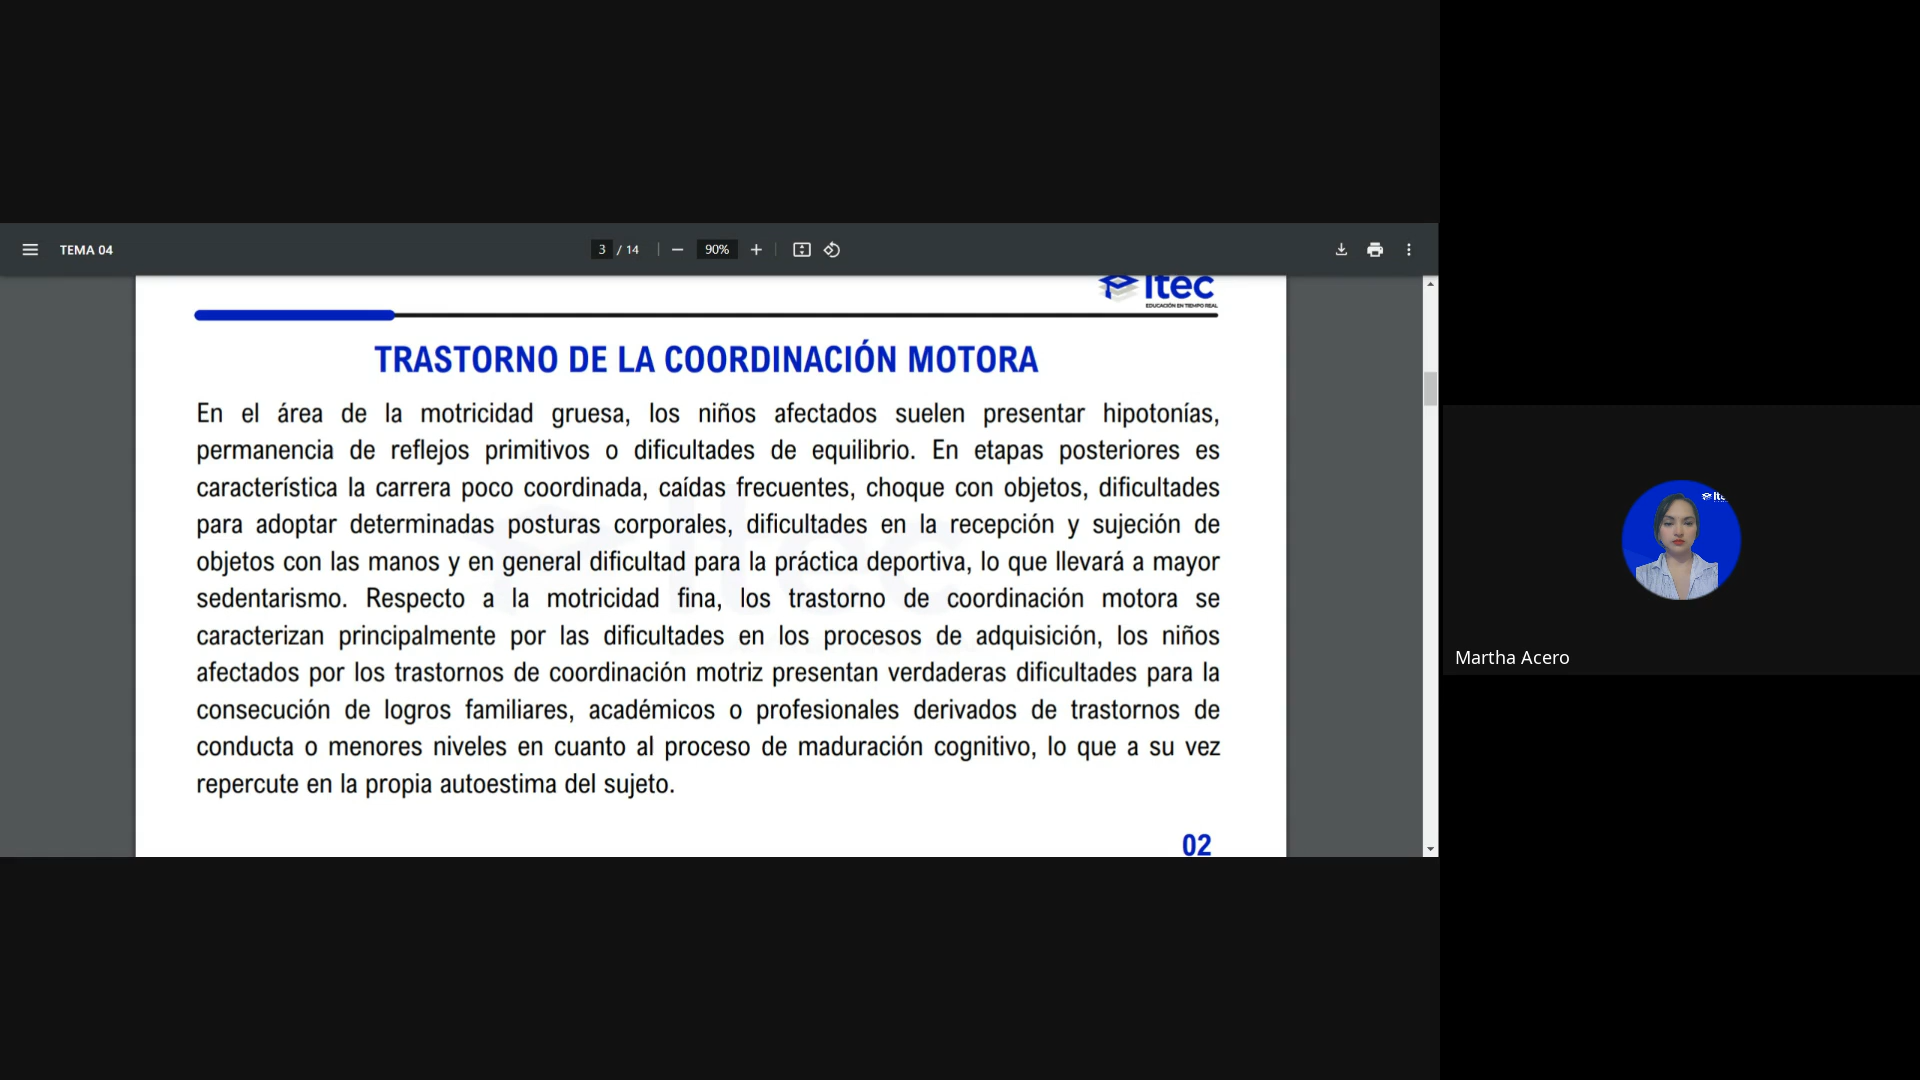 TEMA 04
3 / 14
90%
Itec
EDUCACIÓN EN TIEMPO REAL
TRASTORNO DE LA COORDINACIÓN MOTORA
En el área de la motricidad gruesa, los niños afectados suelen presentar hipotonías,
permanencia de reflejos primitivos o dificultades de equilibrio. En etapas posteriores es
característica la carrera poco coordinada, caídas frecuentes, choque con objetos, dificultades
para adoptar determinadas posturas corporales, dificultades en la recepción y sujeción de
objetos con las manos y en general dificultad para la práctica deportiva, lo que llevará a mayor
sedentarismo. Respecto a la motricidad fina, los trastorno de coordinación motora se
caracterizan principalmente por las dificultades en los procesos de adquisición, los niños
afectados por los trastornos de coordinación motriz presentan verdaderas dificultades para la
consecución de logros familiares, académicos o profesionales derivados de trastornos de
conducta o menores niveles en cuanto al proceso de maduración cognitivo, lo que a su vez
repercute en la propia autoestima del sujeto.
02
Martha Acero